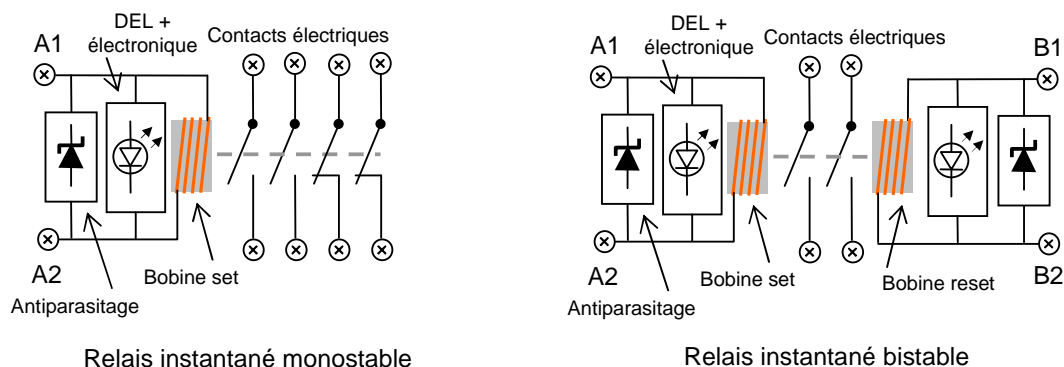 DEL +
électronique
A1
Contacts électriques
A2
Bobine set
Antiparasitage
Relais instantané monostable
DEL +
électronique
A1
Contacts électriques
B1
A2
Bobine set
Bobine reset
B2
Antiparasitage
Relais instantané bistable